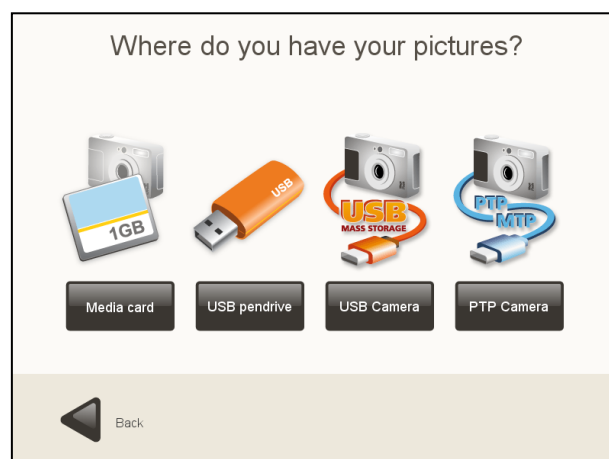 Where do you have your pictures?
1GB
USB
USB
MASS STORAGE
PTP
MTP
Media card
USB pendrive
USB Camera
PTP Camera
Back